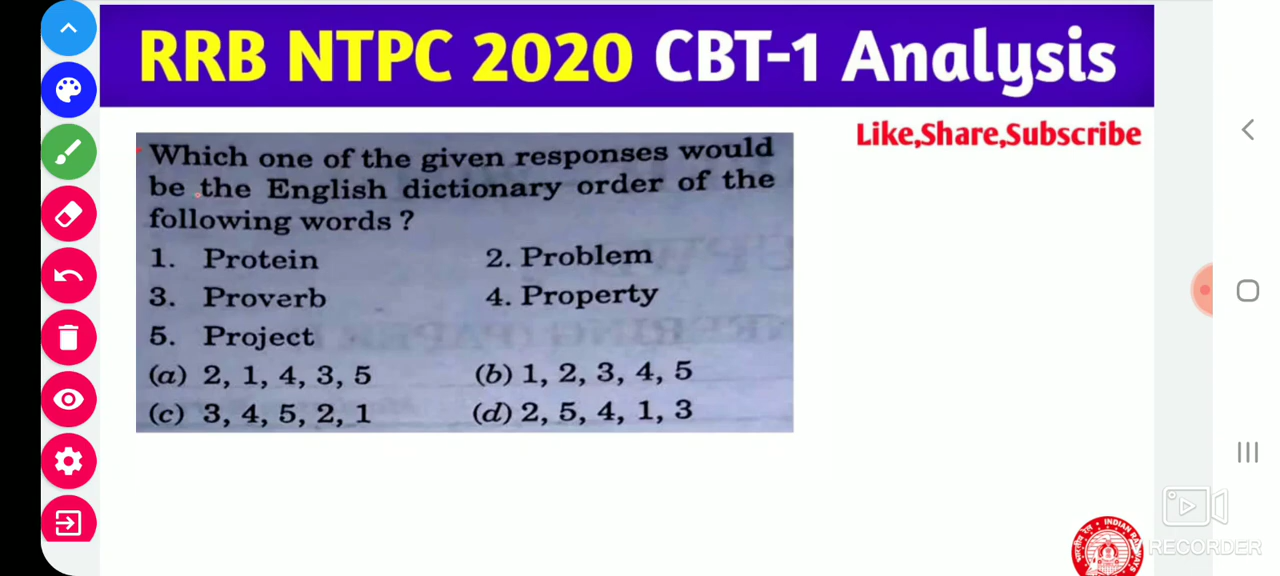 RRB NTPC 2020 CBT-1 Analysis
Like,Share,Subscribe
Which one of the given responses would
be the English dictionary order of the
following words ?
1. Protein 2. Problem
3. Proverb 4. Property
5. Project
(a) 2, 1, 4, 3, 5 (b) 1, 2, 3, 4, 5
(c) 3, 4, 5, 2, 1 (d) 2, 5, 4, 1, 3
INDIAN
RECORDER